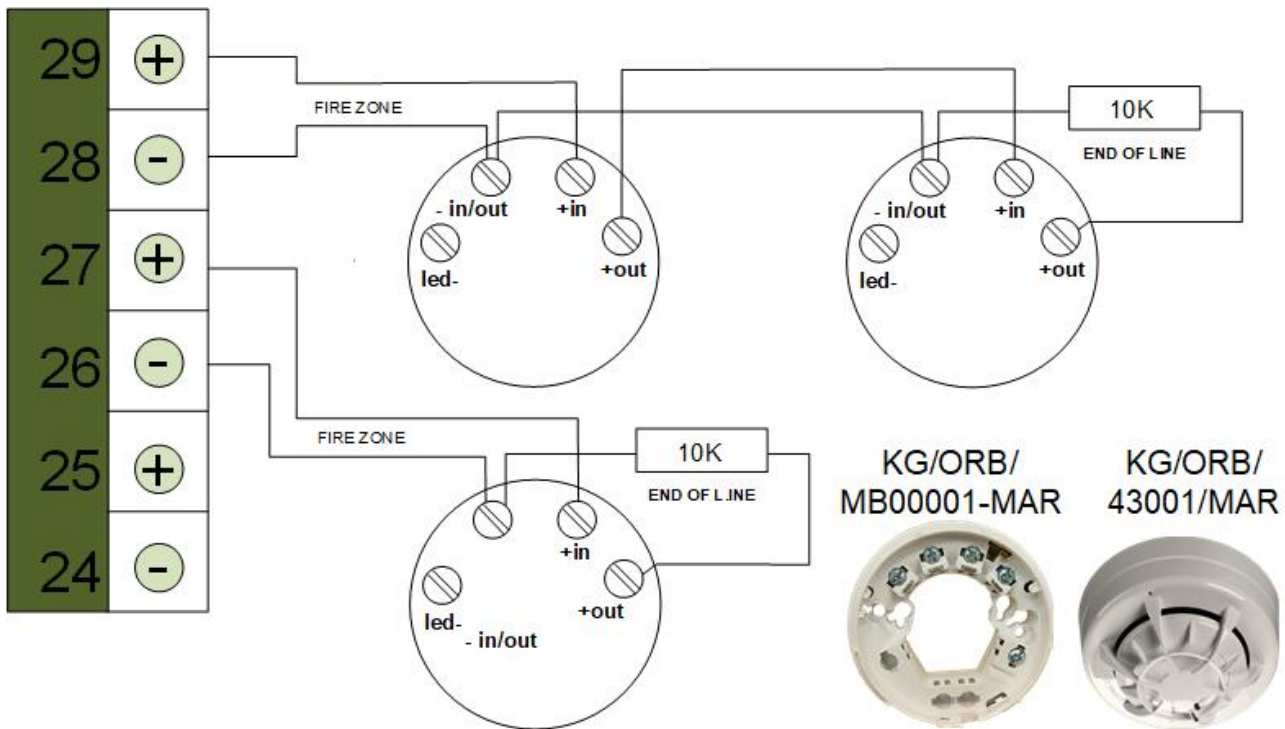 29 +
28 -
27 +
26 -
25 +
24 -
FIRE ZONE
- in/out
+in
led-
+out
- in/out
+in
led-
+out
10K
END OF LINE
FIRE ZONE
+in
led-
+out
- in/out
10K
END OF LINE
KG/ORB/
MB00001-MAR
KG/ORB/
43001/MAR